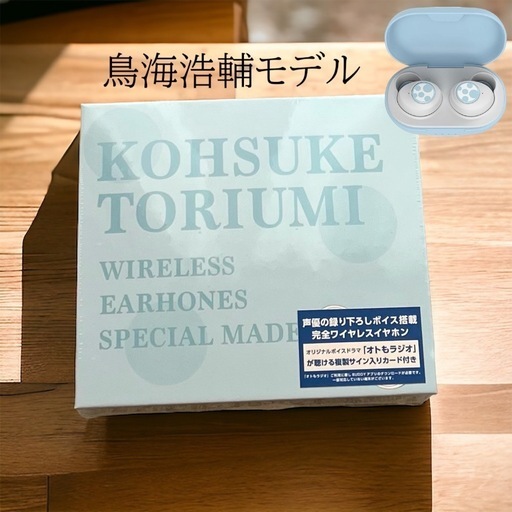 鳥海浩輔モデル
KOHSUKE
TORIUMI
WIRELESS
EARHONES
SPECIAL MADE
声優の録り下ろしボイス搭載
完全ワイヤレスイヤホン
オリジナルボイスドラマ「オトもラジオ」
が聴ける複製サイン入りカード付き